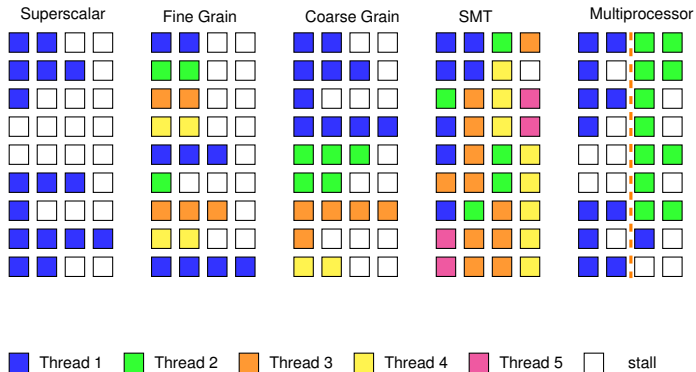 Superscalar Fine Grain Coarse Grain SMT Multiprocessor
Thread 1 Thread 2 Thread 3 Thread 4 Thread 5 stall